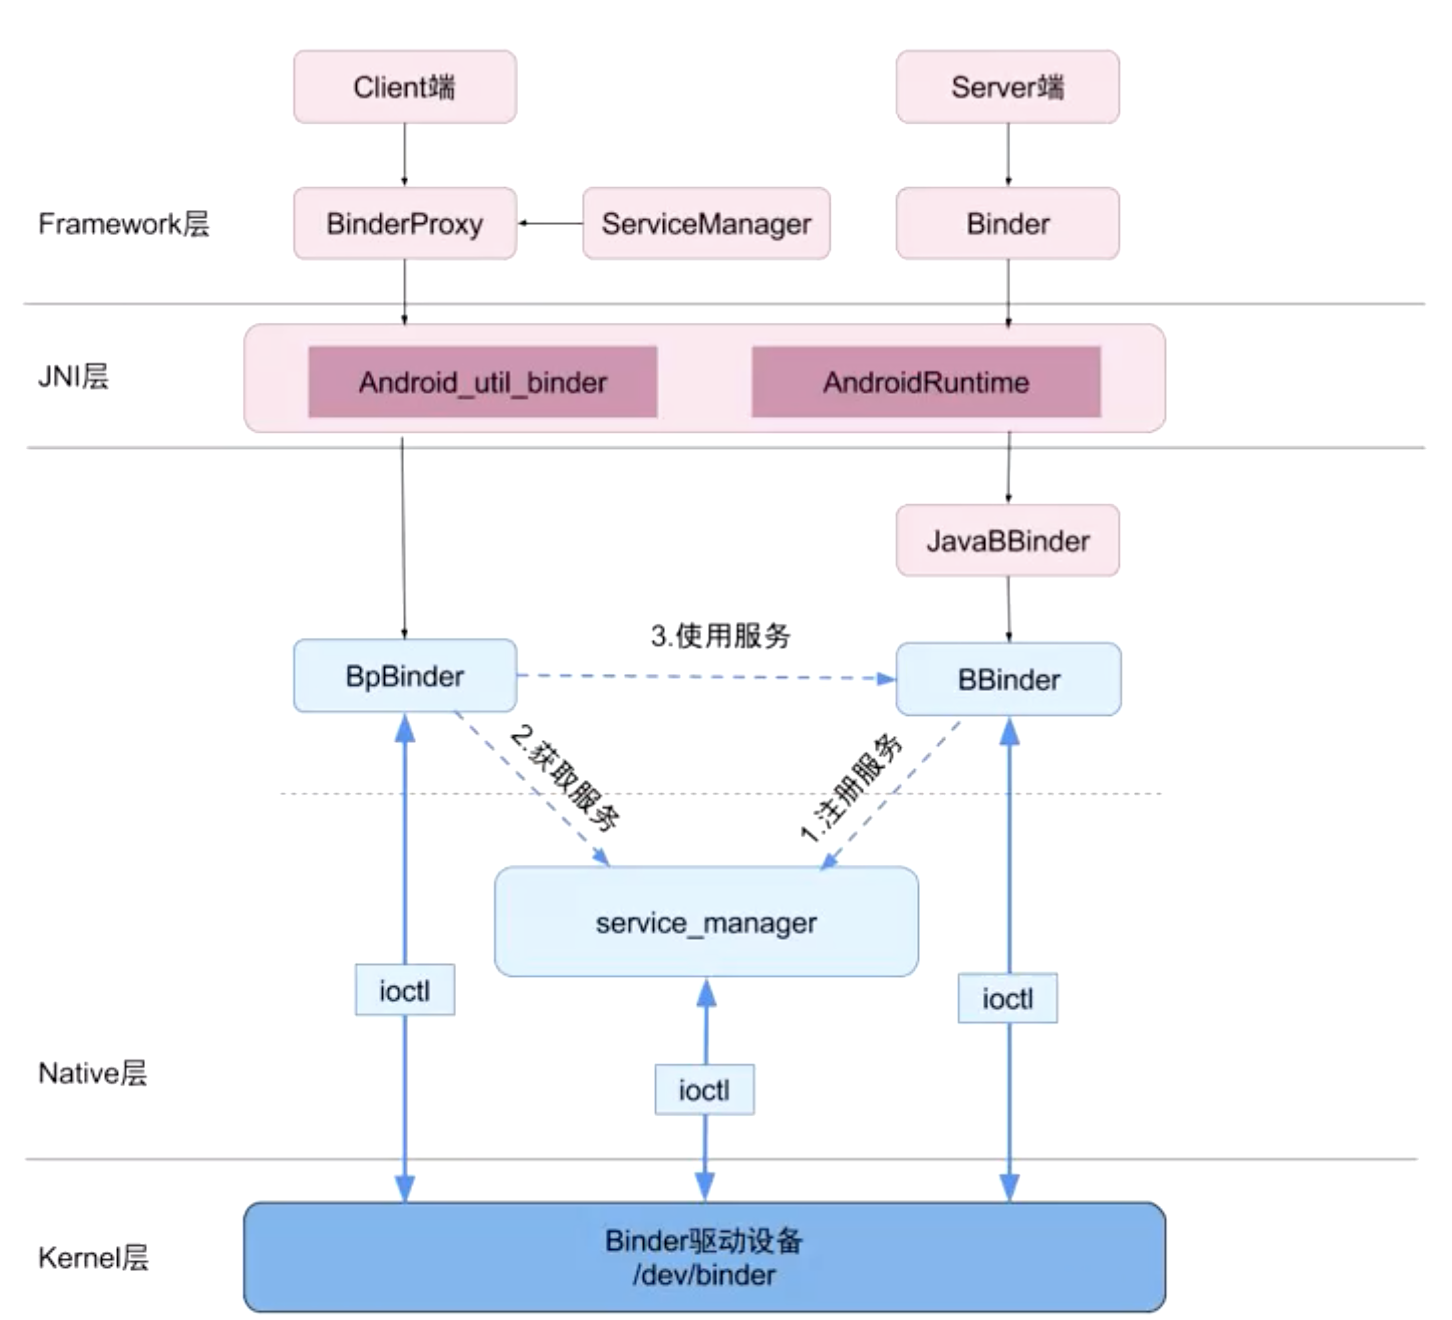 Client端
Server端
Framework层
BinderProxy
ServiceManager
Binder
JNI层
Android_util_binder
AndroidRuntime
JavaBBinder
3.使用服务
BpBinder
BBinder
2.获取服务
1.注册服务
service_manager
ioctl
ioctl
Native层
ioctl
Kernel层
Binder驱动设备
/dev/binder